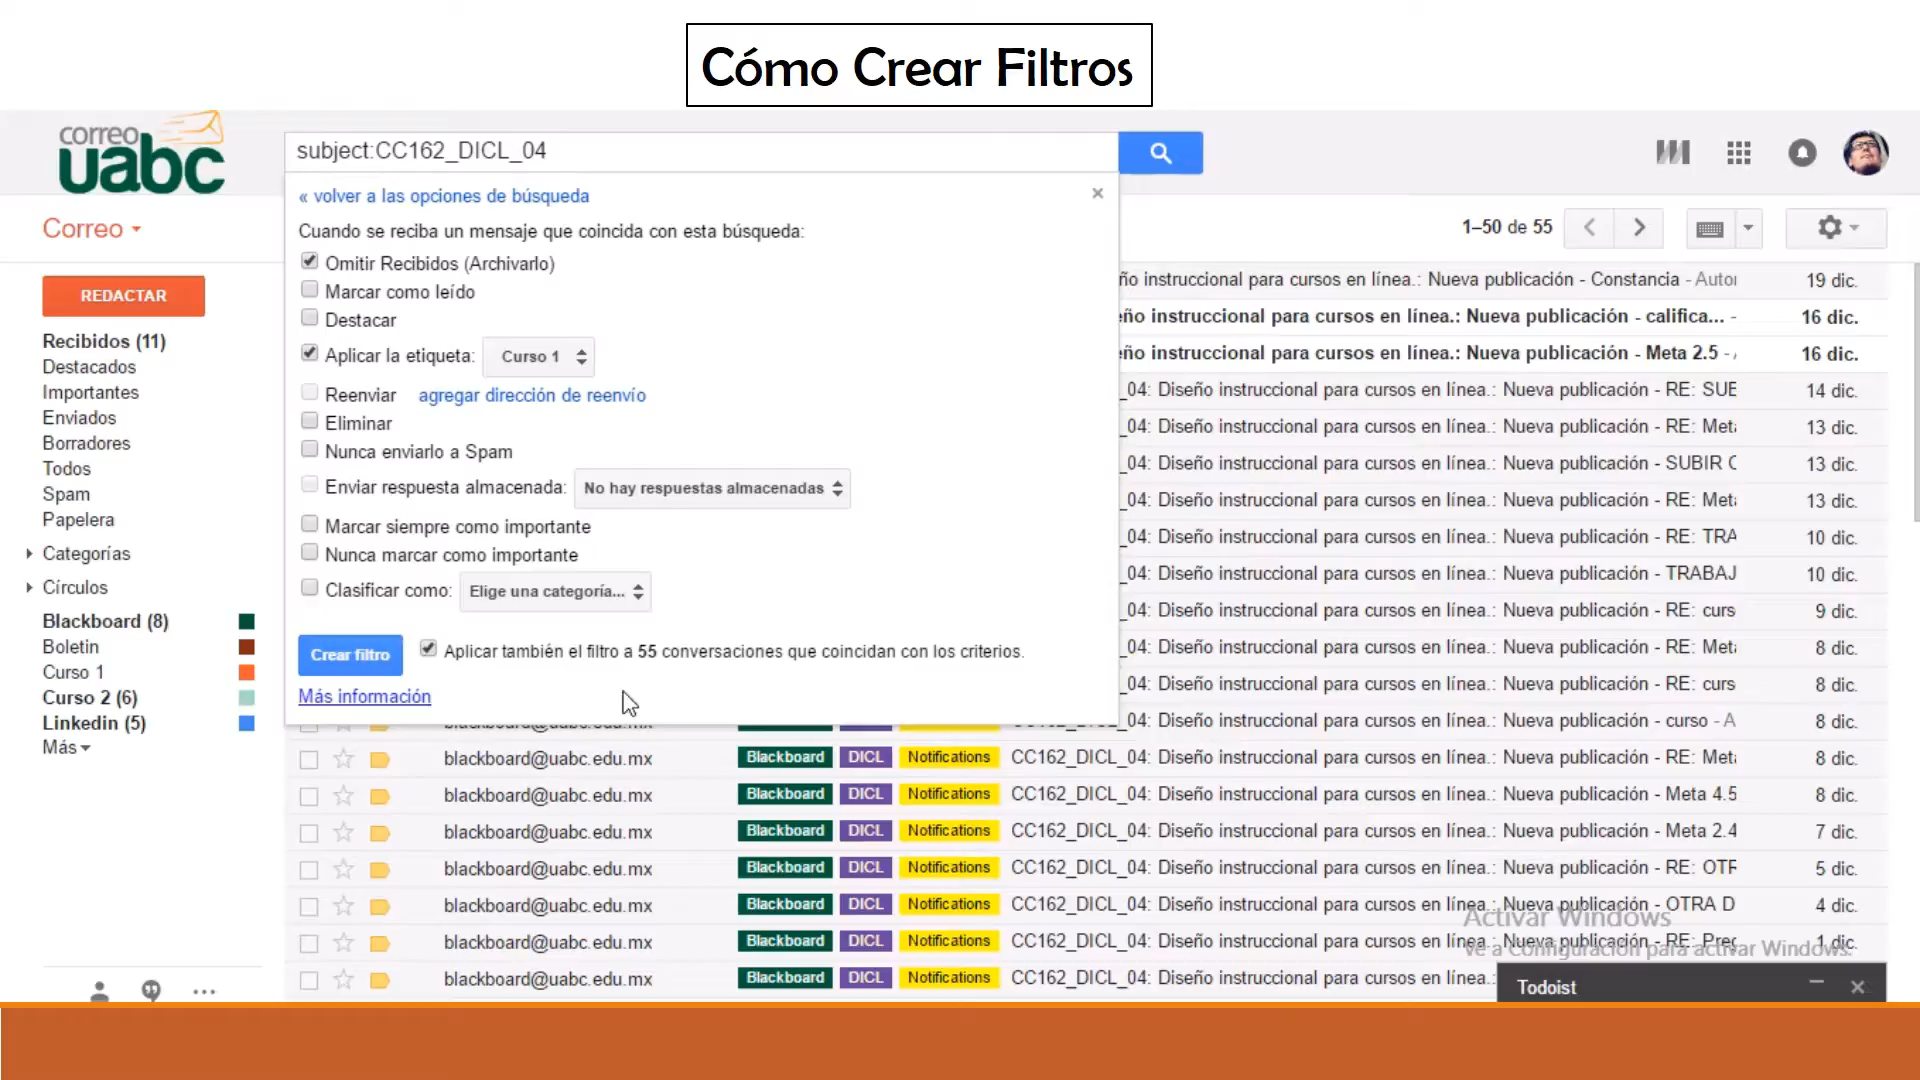 Cómo Crear Filtros
correo
uabc
subject:CC162_DICL_04
« volver a las opciones de búsqueda
Cuando se reciba un mensaje que coincida con esta búsqueda:
Omitir Recibidos (Archivarlo)
Marcar como leído
Destacar
Aplicar la etiqueta: Curso 1
Reenviar agregar dirección de reenvío
Eliminar
Nunca enviarlo a Spam
Enviar respuesta almacenada: No hay respuestas almacenadas
Marcar siempre como importante
Nunca marcar como importante
Clasificar como: Elige una categoría...
Crear filtro Aplicar también el filtro a 55 conversaciones que coincidan con los criterios.
Más información
Correo
REDACTAR
Recibidos (11)
Destacados
Importantes
Enviados
Borradores
Todos
Spam
Papelera
Categorías
Círculos
Blackboard (8)
Boletin
Curso 1
Curso 2 (6)
Linkedin (5)
Más
1–50 de 55
ño instruccional para cursos en línea.: Nueva publicación - Constancia - Autor 19 dic.
ño instruccional para cursos en línea.: Nueva publicación - califica... - 16 dic.
ño instruccional para cursos en línea.: Nueva publicación - Meta 2.5 - 16 dic.
_04: Diseño instruccional para cursos en línea.: Nueva publicación - RE: SUE 14 dic.
_04: Diseño instruccional para cursos en línea.: Nueva publicación - RE: Meta 13 dic.
_04: Diseño instruccional para cursos en línea.: Nueva publicación - SUBIR C 13 dic.
_04: Diseño instruccional para cursos en línea.: Nueva publicación - RE: Meta 13 dic.
_04: Diseño instruccional para cursos en línea.: Nueva publicación - RE: TRA 10 dic.
_04: Diseño instruccional para cursos en línea.: Nueva publicación - TRABAJ 10 dic.
_04: Diseño instruccional para cursos en línea.: Nueva publicación - RE: curs 9 dic.
_04: Diseño instruccional para cursos en línea.: Nueva publicación - RE: Meta 8 dic.
_04: Diseño instruccional para cursos en línea.: Nueva publicación - RE: curs 8 dic.
_04: Diseño instruccional para cursos en línea.: Nueva publicación - curso - A 8 dic.
blackboard@uabc.edu.mx Blackboard DICL Notifications CC162_DICL_04: Diseño instruccional para cursos en línea.: Nueva publicación - RE: Meta 8 dic.
blackboard@uabc.edu.mx Blackboard DICL Notifications CC162_DICL_04: Diseño instruccional para cursos en línea.: Nueva publicación - Meta 4.5 8 dic.
blackboard@uabc.edu.mx Blackboard DICL Notifications CC162_DICL_04: Diseño instruccional para cursos en línea.: Nueva publicación - Meta 2.4 7 dic.
blackboard@uabc.edu.mx Blackboard DICL Notifications CC162_DICL_04: Diseño instruccional para cursos en línea.: Nueva publicación - RE: OTR 5 dic.
blackboard@uabc.edu.mx Blackboard DICL Notifications CC162_DICL_04: Diseño instruccional para cursos en línea.: Nueva publicación - OTRA D 4 dic.
blackboard@uabc.edu.mx Blackboard DICL Notifications CC162_DICL_04: Diseño instruccional para cursos en línea.: Nueva publicación - RE: Preg 1 dic.
blackboard@uabc.edu.mx Blackboard DICL Notifications CC162_DICL_04: Diseño instruccional para cursos en línea.:
Activar Windows
Ve a Configuración para activar Windows.
Todoist